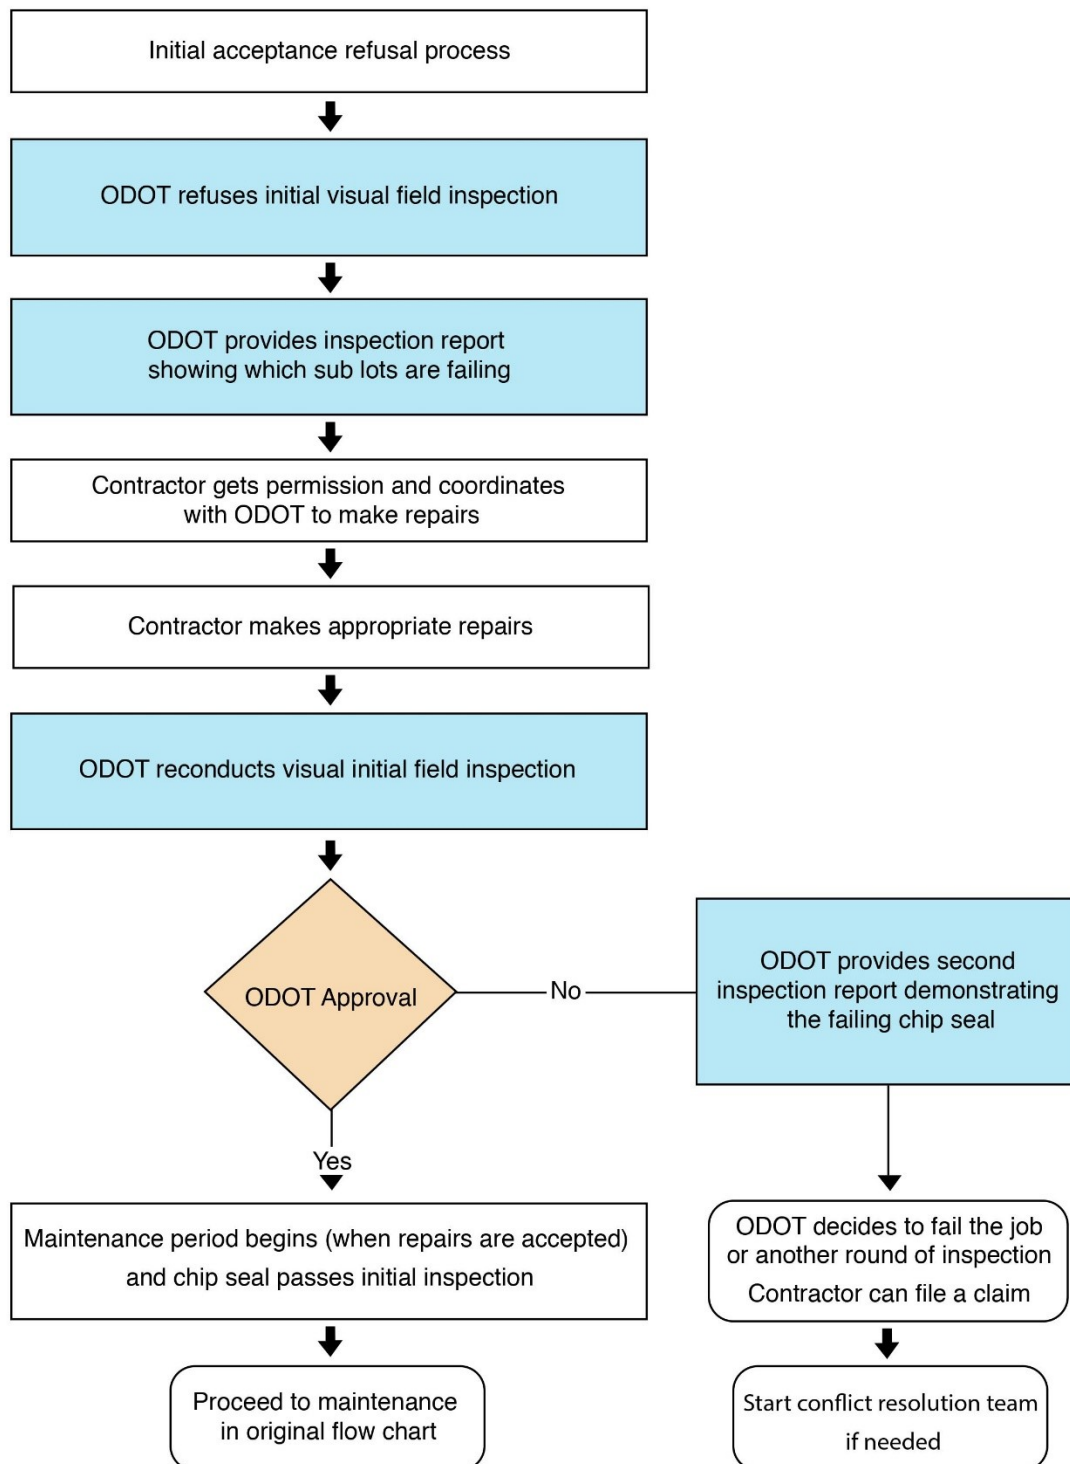 Initial acceptance refusal process
ODOT refuses initial visual field inspection
ODOT provides inspection report
showing which sub lots are failing
Contractor gets permission and coordinates
with ODOT to make repairs
Contractor makes appropriate repairs
ODOT reconducts visual initial field inspection
ODOT Approval
No
ODOT provides second
inspection report demonstrating
the failing chip seal
Yes
Maintenance period begins (when repairs are accepted)
and chip seal passes initial inspection
ODOT decides to fail the job
or another round of inspection
Contractor can file a claim
Proceed to maintenance
in original flow chart
Start conflict resolution team
if needed